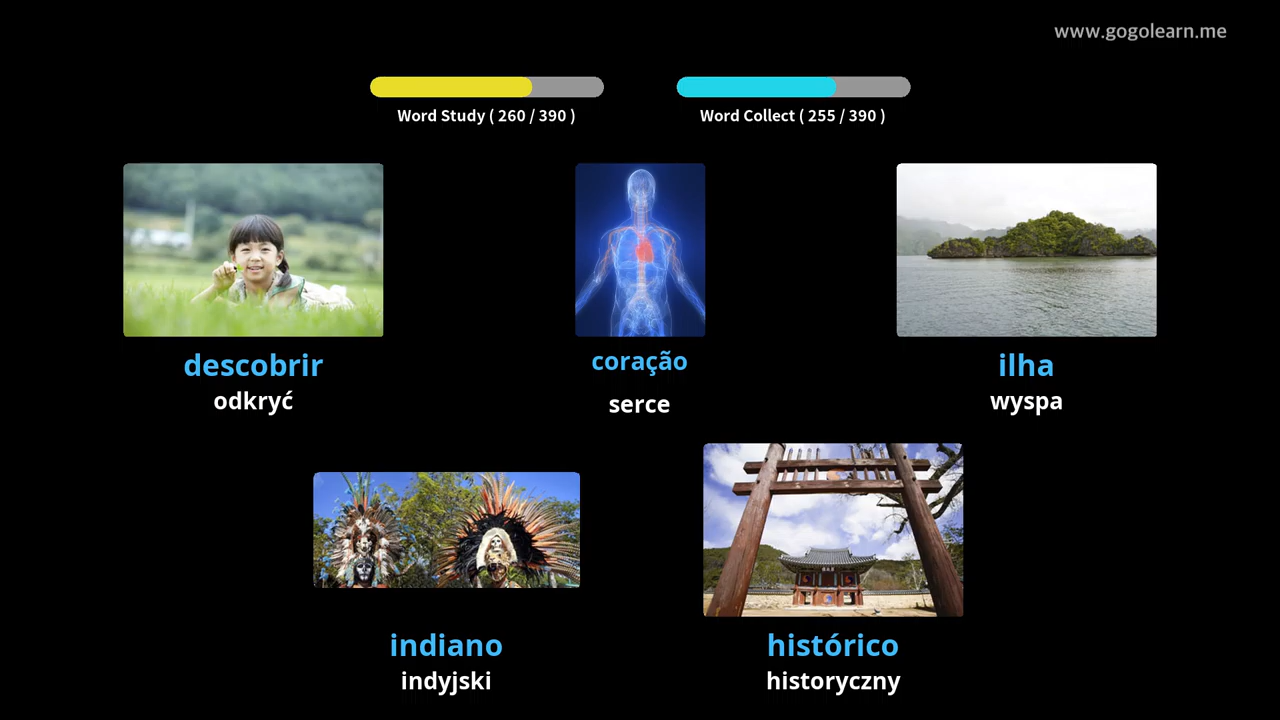 www.gogolearn.me
Word Study ( 260 / 390 )
Word Collect ( 255 / 390 )
descobrir
odkryć
coração
serce
ilha
wyspa
indiano
indyjski
histórico
historyczny